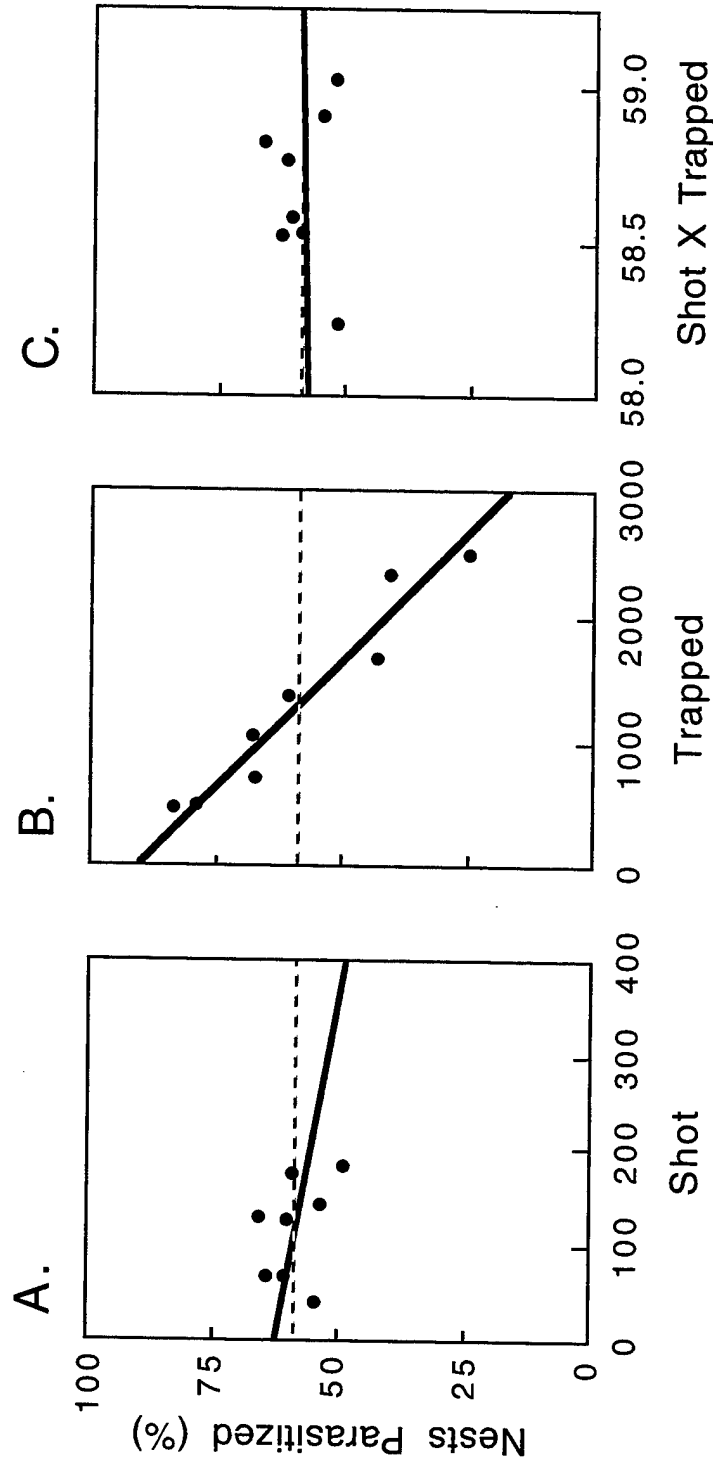 A.
B.
C.
Nests Parasitized (%)
100
75
50
25
0
0 100 200 300 400
Shot
0 1000 2000 3000
Trapped
58.0 58.5 59.0
Shot X Trapped